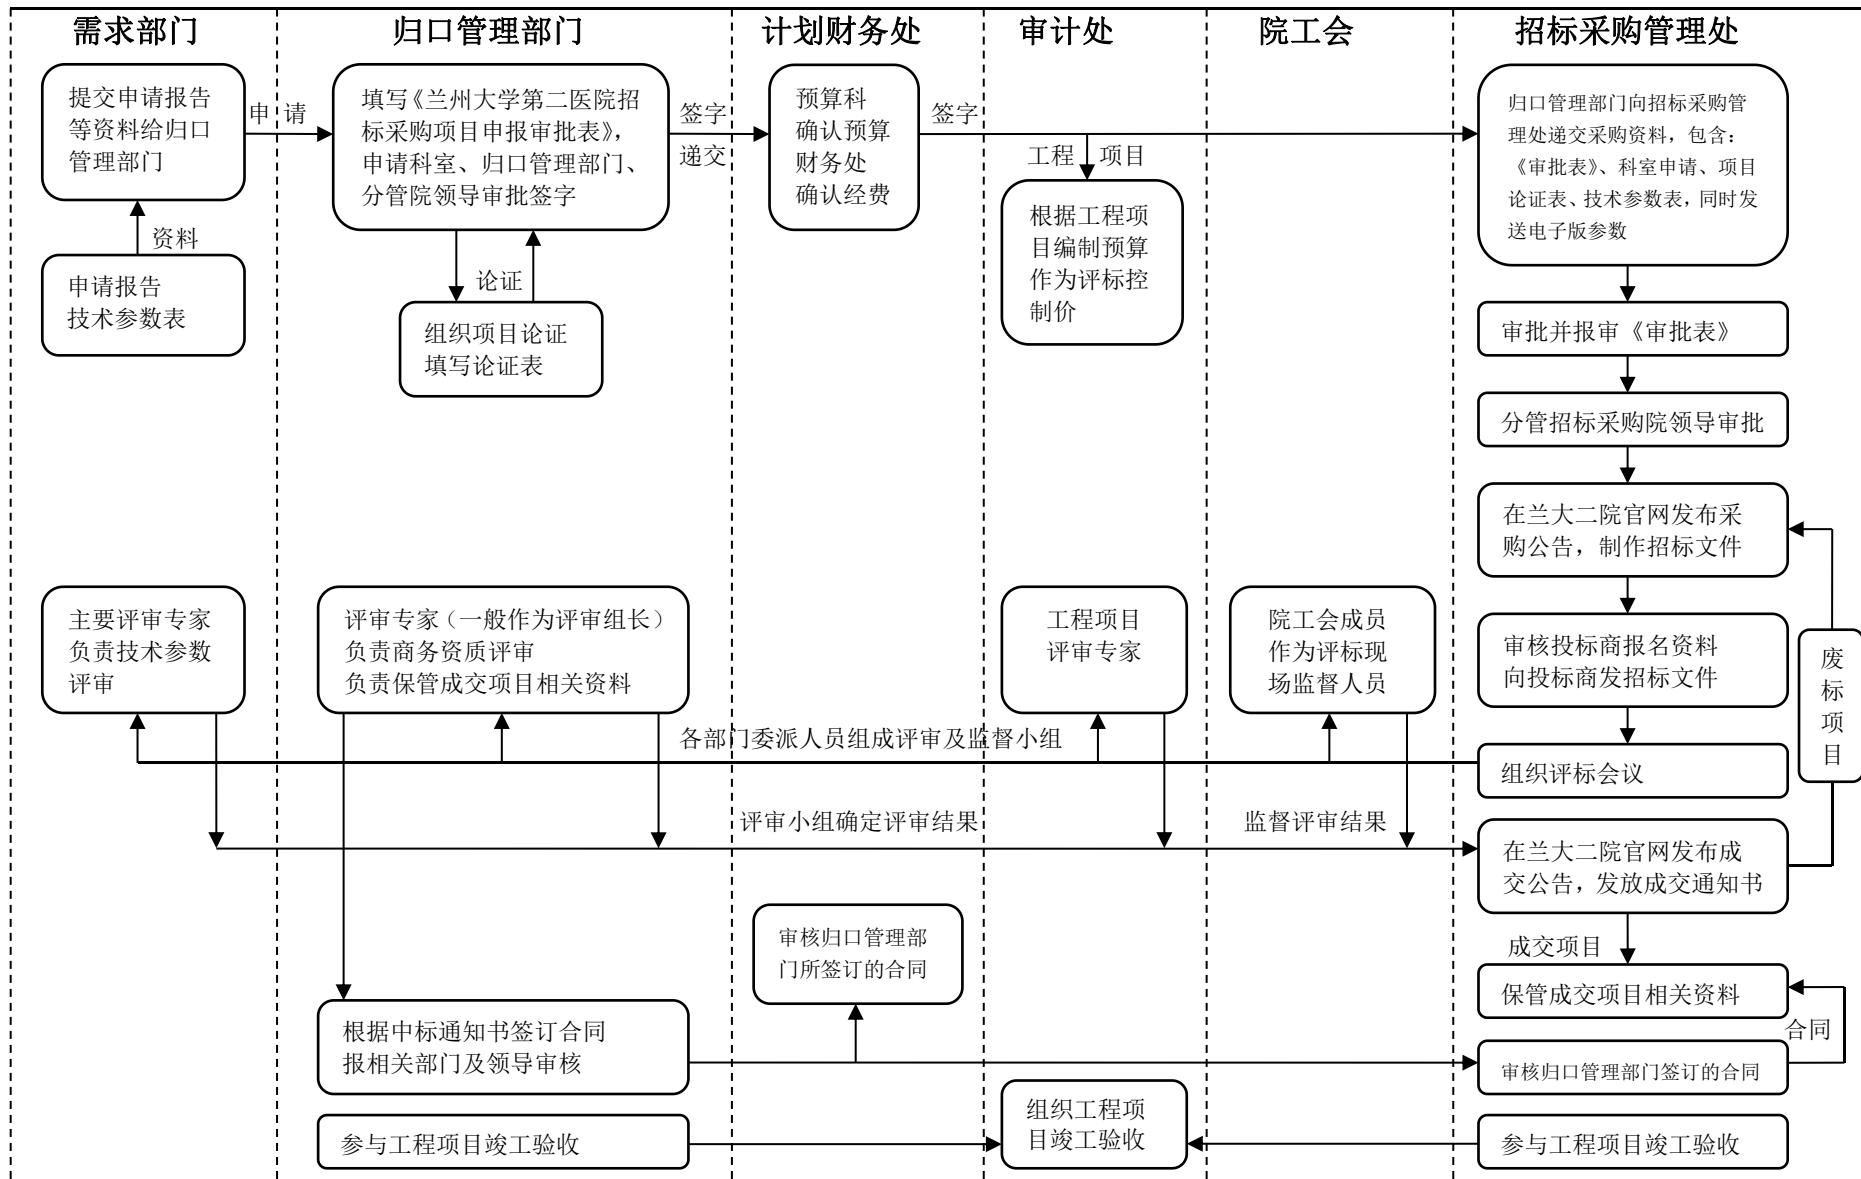 需求部门
归口管理部门
计划财务处
审计处
院工会
招标采购管理处
提交申请报告
等资料给归口
管理部门
申 请
填写《兰州大学第二医院招
标采购项目申报审批表》，
申请科室、归口管理部门、
分管院领导审批签字
签字
递交
预算科
确认预算
财务处
确认经费
签字
工程 项目
归口管理部门向招标采购管
理处递交采购资料，包含：
《审批表》、科室申请、项目
论证表、技术参数表，同时发
送电子版参数
资料
申请报告
技术参数表
论证
组织项目论证
填写论证表
根据工程项
目编制预算
作为评标控
制价
审批并报审《审批表》
分管招标采购院领导审批
在兰大二院官网发布采
购公告，制作招标文件
主要评审专家
负责技术参数
评审
评审专家（一般作为评审组长）
负责商务资质评审
负责保管成交项目相关资料
工程项目
评审专家
院工会成员
作为评标现
场监督人员
审核投标商报名资料
向投标商发招标文件
废
标
项
目
各部门委派人员组成评审及监督小组
组织评标会议
评审小组确定评审结果
监督评审结果
在兰大二院官网发布成
交公告，发放成交通知书
审核归口管理部
门所签订的合同
成交项目
保管成交项目相关资料
合同
根据中标通知书签订合同
报相关部门及领导审核
审核归口管理部门签订的合同
参与工程项目竣工验收
组织工程项
目竣工验收
参与工程项目竣工验收